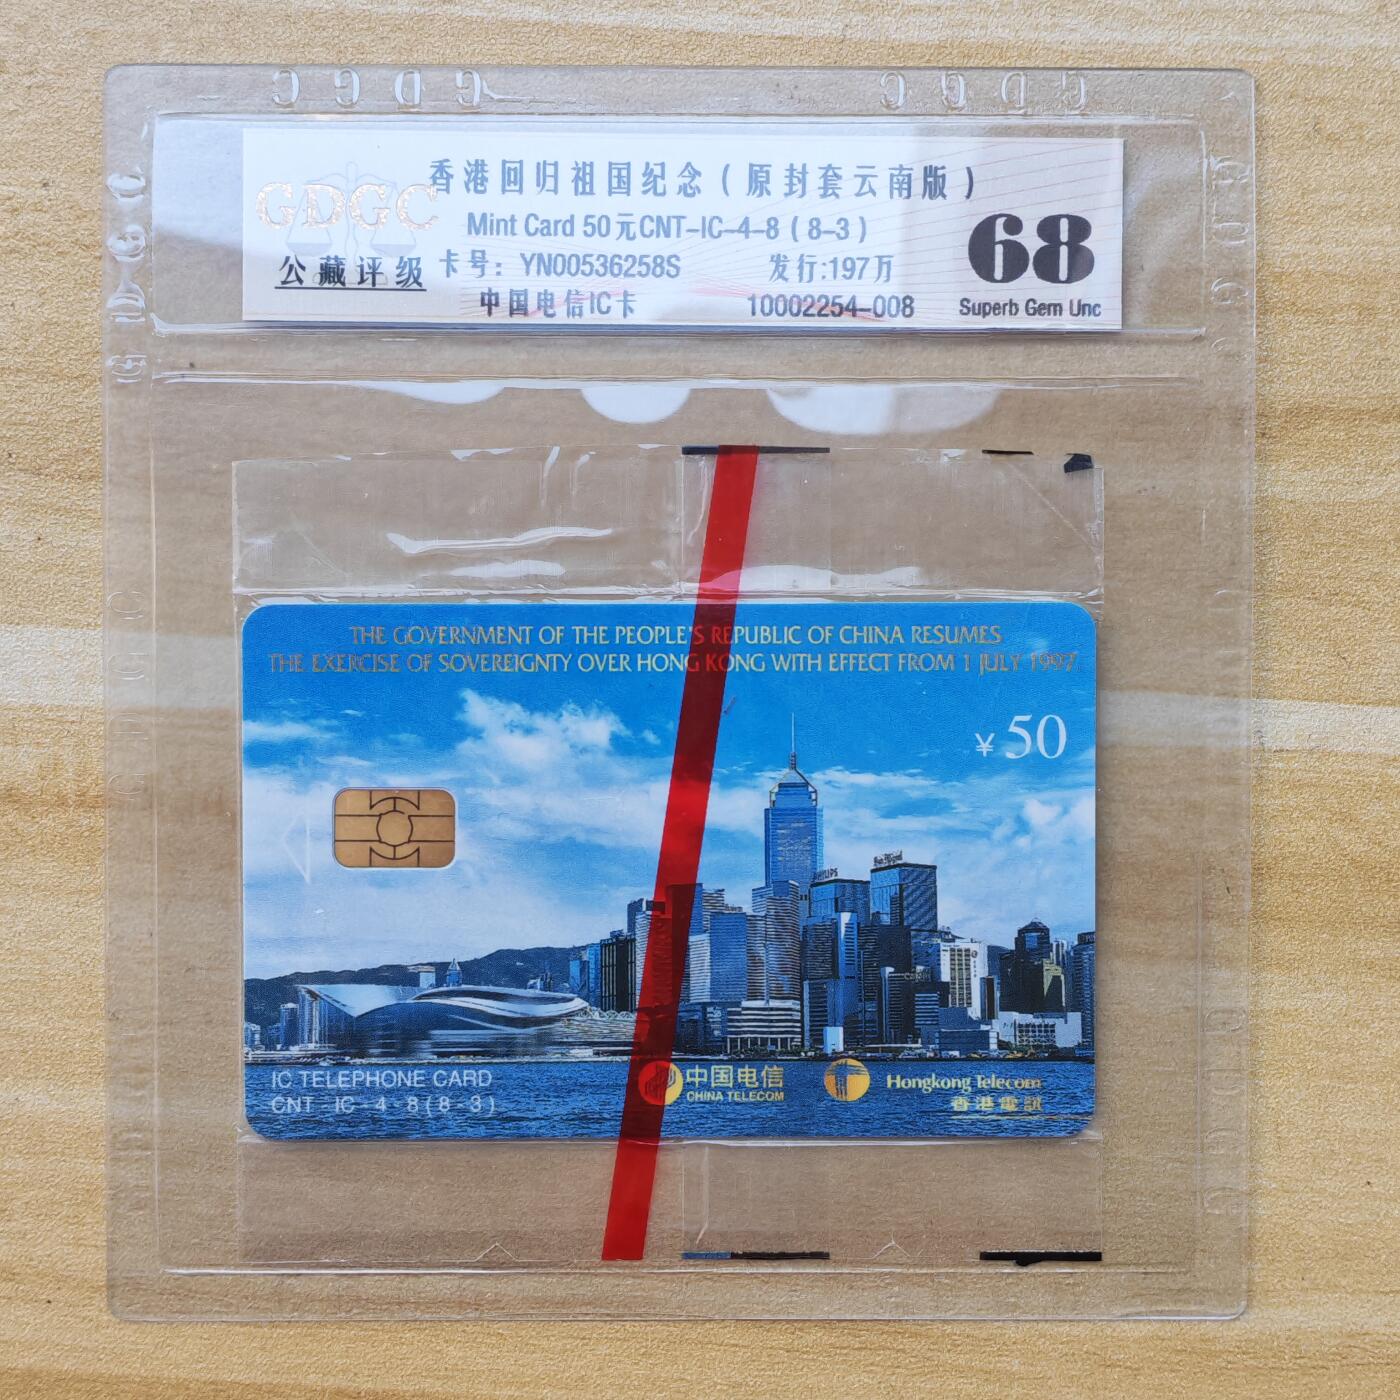 GDGC
GDGC
GDGC
公藏评级
香港回归祖国纪念(原封套云南版)
Mint Card 50元CNT-IC-4-8(8-3)
卡号:YN00536258S
发行:197万
中国电信IC卡
10002254-008
68
Superb Gem Unc
THE GOVERNMENT OF THE PEOPLE'S REPUBLIC OF CHINA RESUMES
THE EXERCISE OF SOVEREIGNTY OVER HONG KONG WITH EFFECT FROM 1 JULY 1997.
¥50
PHILIPS
IC TELEPHONE CARD
CNT-IC-4-8(8-3)
中国电信
CHINA TELECOM
Hongkong Telecom
香港電訊